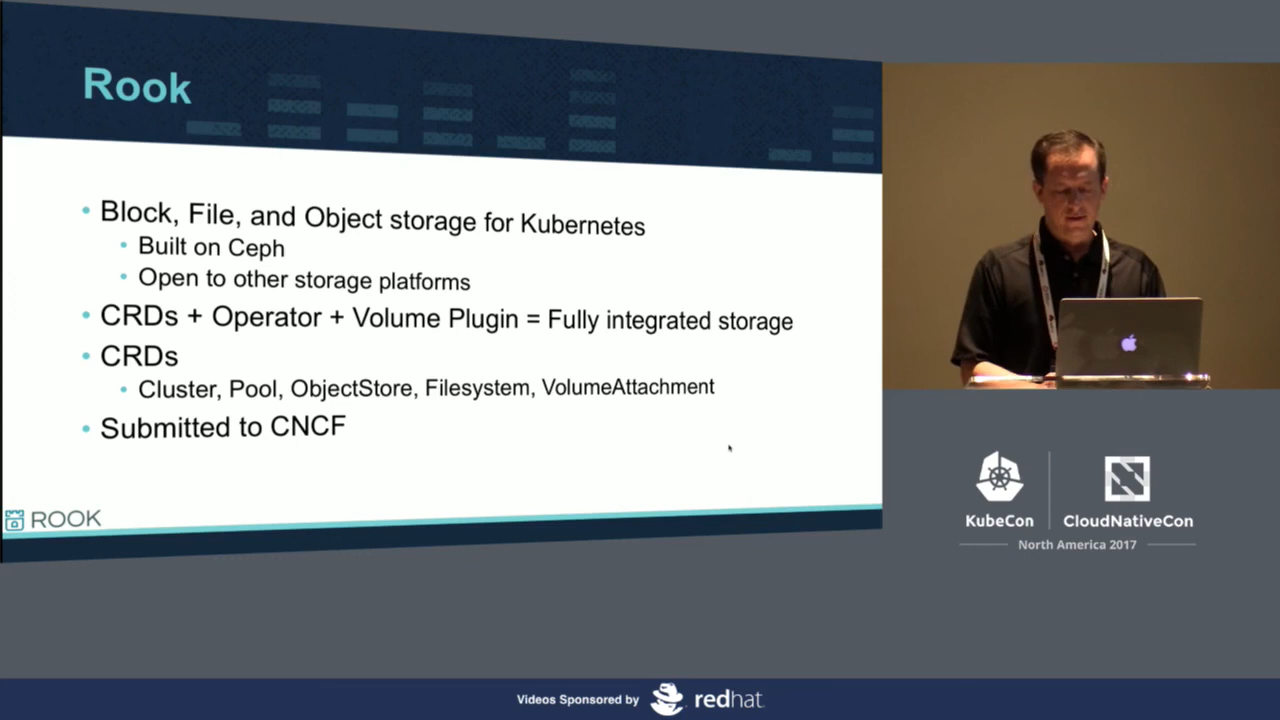 Rook
• Block, File, and Object storage for Kubernetes
• Built on Ceph
• Open to other storage platforms
• CRDs + Operator + Volume Plugin = Fully integrated storage
• CRDs
• Cluster, Pool, ObjectStore, Filesystem, VolumeAttachment
• Submitted to CNCF
ROOK
KubeCon
CloudNativeCon
North America 2017
Videos Sponsored by redhat